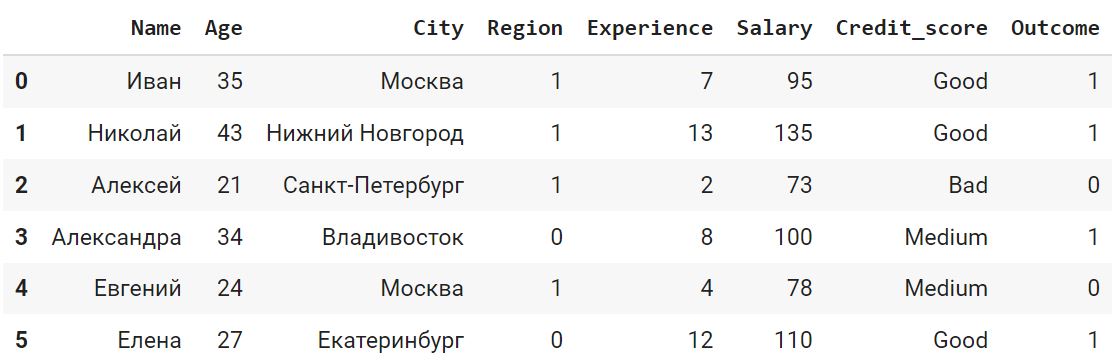 Name Age City Region Experience Salary Credit_score Outcome
0 Иван 35 Москва 1 7 95 Good 1
1 Николай 43 Нижний Новгород 1 13 135 Good 1
2 Алексей 21 Санкт-Петербург 1 2 73 Bad 0
3 Александра 34 Владивосток 0 8 100 Medium 1
4 Евгений 24 Москва 1 4 78 Medium 0
5 Елена 27 Екатеринбург 0 12 110 Good 1